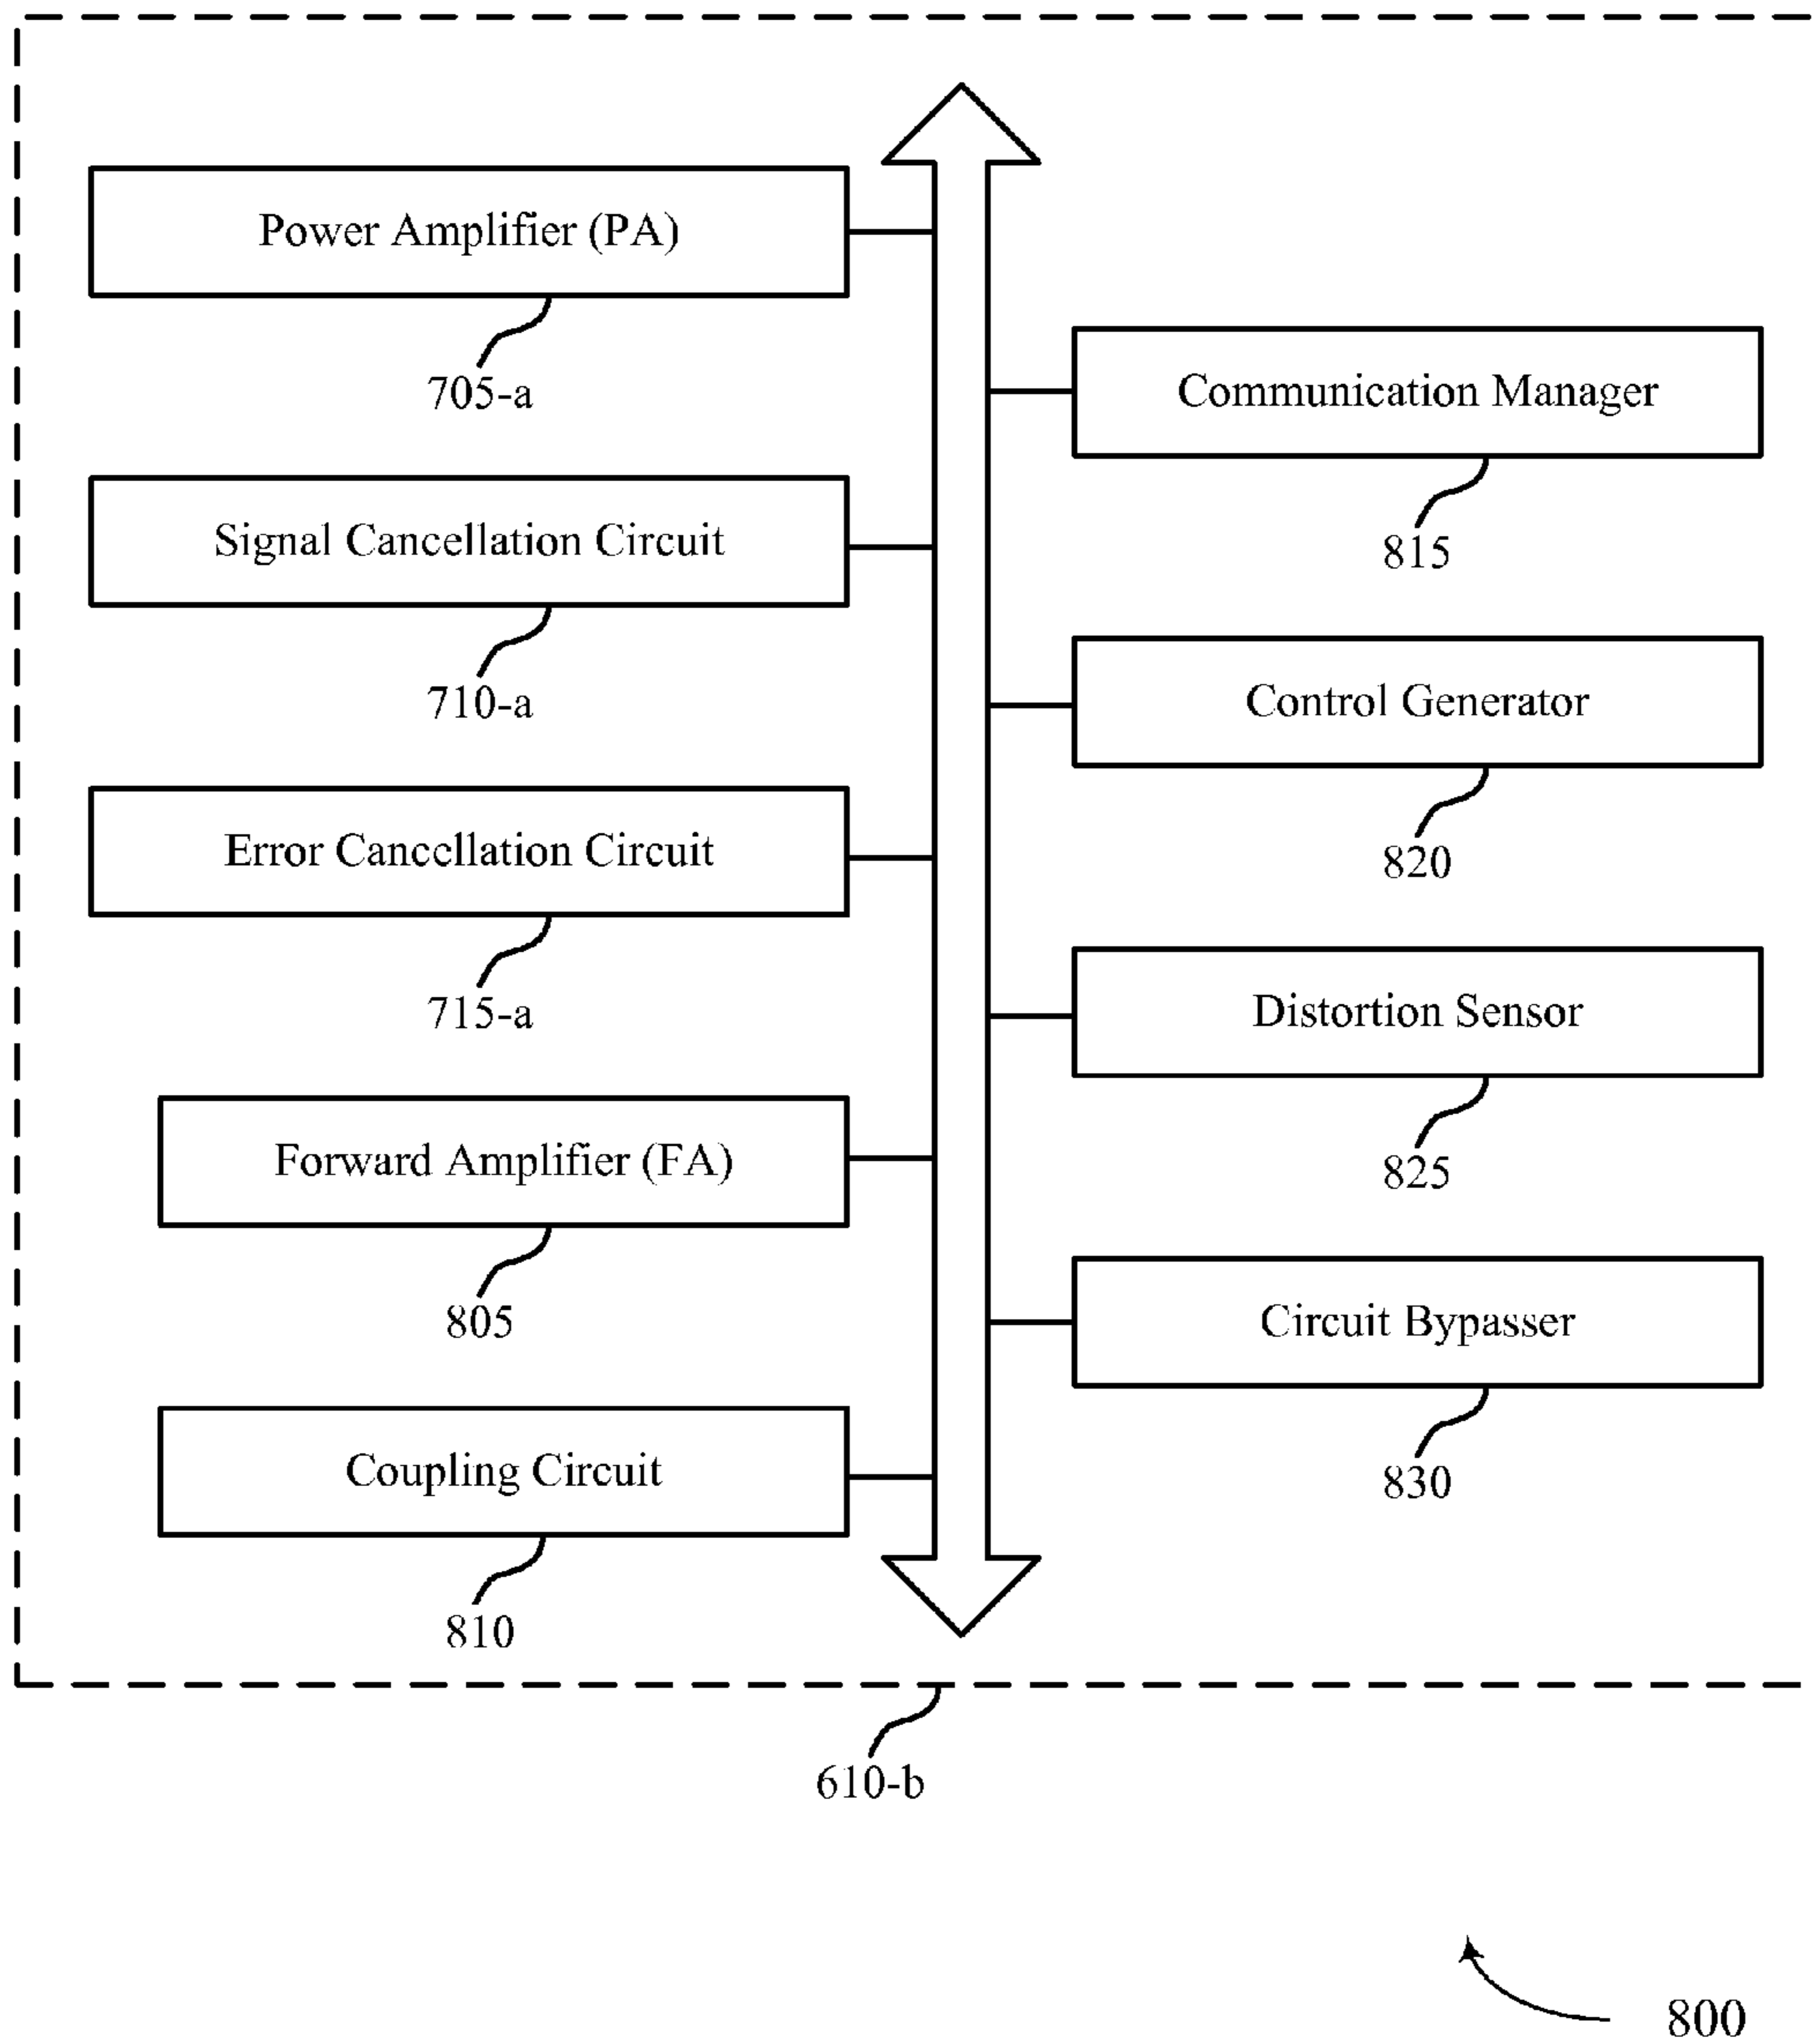 Power Amplifier (PA)
705-a
Signal Cancellation Circuit
710-a
Error Cancellation Circuit
715-a
Forward Amplifier (FA)
805
Coupling Circuit
810
Communication Manager
815
Control Generator
820
Distortion Sensor
825
Circuit Bypasser
830
610-b
800